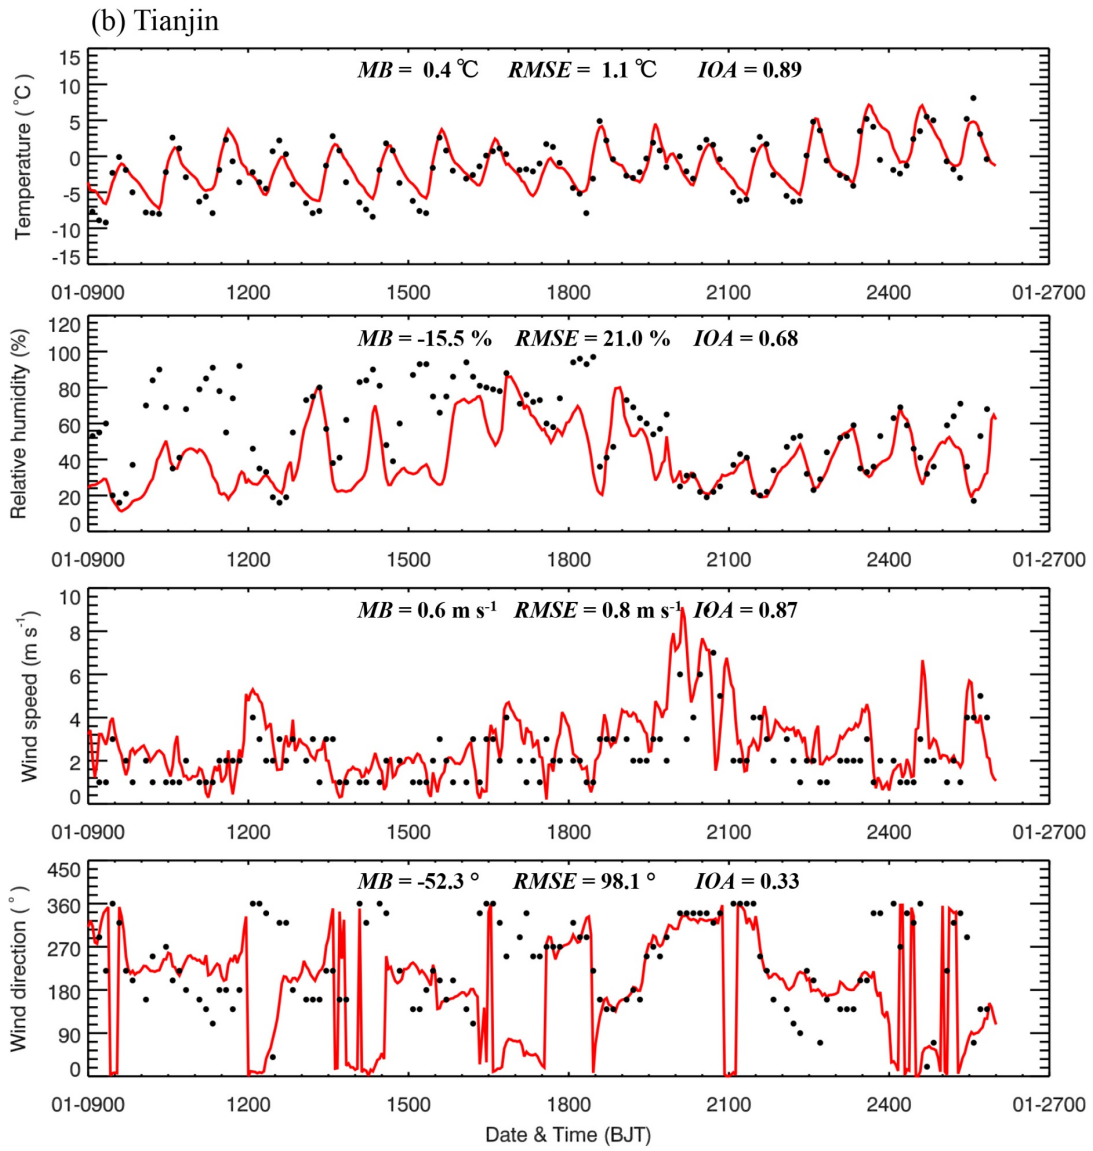 (b) Tianjin
MB = 0.4 ℃ RMSE = 1.1 ℃ IOA = 0.89
Temperature (°C)
15
10
5
0
-5
-10
-15
01-0900 1200 1500 1800 2100 2400 01-2700
MB = -15.5 % RMSE = 21.0 % IOA = 0.68
Relative humidity (%)
120
100
80
60
40
20
0
01-0900 1200 1500 1800 2100 2400 01-2700
MB = 0.6 m s-1 RMSE = 0.8 m s-1 IOA = 0.87
Wind speed (m s-1)
10
8
6
4
2
0
01-0900 1200 1500 1800 2100 2400 01-2700
MB = -52.3 ° RMSE = 98.1 ° IOA = 0.33
Wind direction (°)
450
360
270
180
90
0
01-0900 1200 1500 1800 2100 2400 01-2700
Date & Time (BJT)